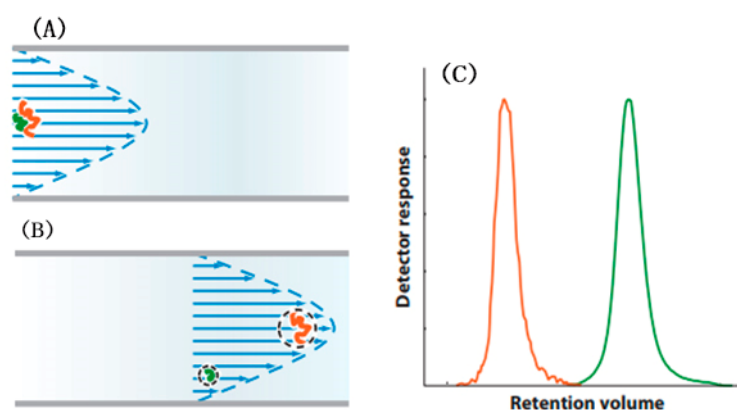 (A)
(B)
(C)
Detector response
Retention volume